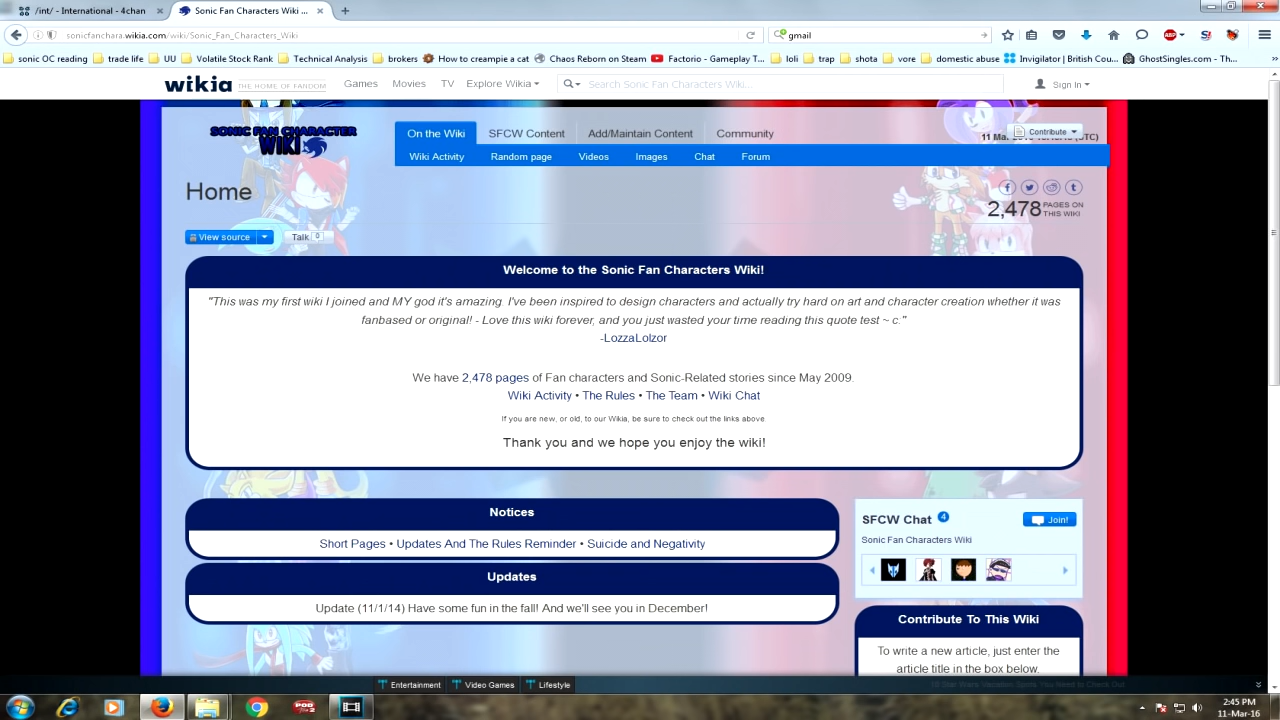 /int/ - International - 4chan
Sonic Fan Characters Wiki ...
sonicfanchara.wikia.com/wiki/Sonic_Fan_Characters_Wiki
gmail
sonic OC reading
trade life
UU
Volatile Stock Rank
Technical Analysis
brokers
How to creampie a cat
Chaos Reborn on Steam
Factorio - Gameplay T...
loli
trap
shota
vore
domestic abuse
Invigilator | British Cou...
GhostSingles.com - Th...
wikia THE HOME OF FANDOM
Games
Movies
TV
Explore Wikia
Search Sonic Fan Characters Wiki...
Sign In
SONIC FAN CHARACTER
WIKI
On the Wiki
SFCW Content
Add/Maintain Content
Community
Contribute
11 Mar
Wiki Activity
Random page
Videos
Images
Chat
Forum
Home
2,478 PAGES ON THIS WIKI
View source
Talk 0
Welcome to the Sonic Fan Characters Wiki!
"This was my first wiki I joined and MY god it's amazing. I've been inspired to design characters and actually try hard on art and character creation whether it was
fanbased or original! - Love this wiki forever, and you just wasted your time reading this quote test ~ c:"
-LozzaLolzor
We have 2,478 pages of Fan characters and Sonic-Related stories since May 2009.
Wiki Activity • The Rules • The Team • Wiki Chat
If you are new, or old, to our Wikia, be sure to check out the links above
Thank you and we hope you enjoy the wiki!
Notices
Short Pages • Updates And The Rules Reminder • Suicide and Negativity
Updates
Update (11/1/14) Have some fun in the fall! And we'll see you in December!
SFCW Chat 4
Join!
Sonic Fan Characters Wiki
Contribute To This Wiki
To write a new article, just enter the
article title in the box below.
Entertainment
Video Games
Lifestyle
2:45 PM
11-Mar-16